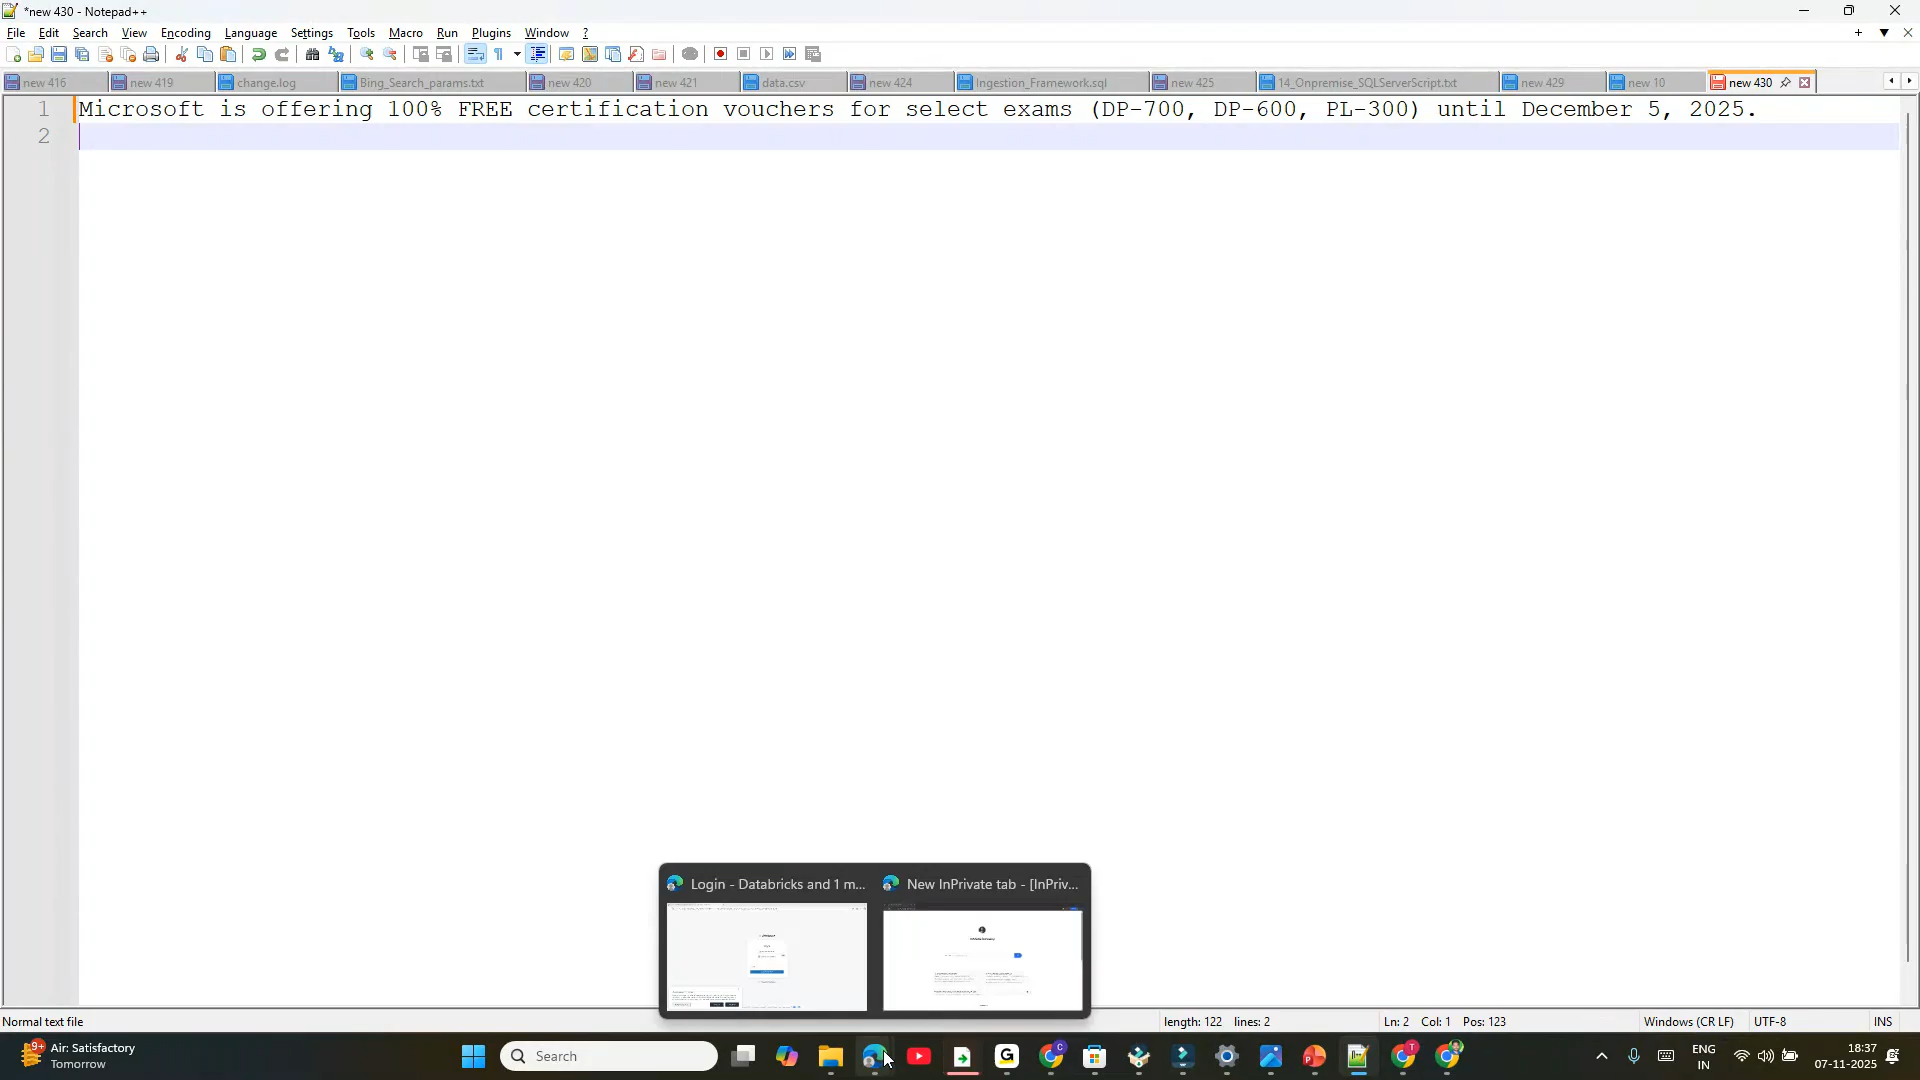 *new 430 - Notepad++
File Edit Search View Encoding Language Settings Tools Macro Run Plugins Window ?
new 416 new 419 change.log Bing_Search_params.txt new 420 new 421 data.csv new 424 Ingestion_Framework.sql new 425 14_Onpremise_SQLServerScript.txt new 429 new 10 new 430
1 Microsoft is offering 100% FREE certification vouchers for select exams (DP-700, DP-600, PL-300) until December 5, 2025.
2
Login - Databricks and 1 m... New InPrivate tab - [InPriv...
Normal text file length: 122 lines: 2 Ln: 2 Col: 1 Pos: 123 Windows (CR LF) UTF-8 INS
9+ Air: Satisfactory Search ENG 18:37
Tomorrow IN 07-11-2025